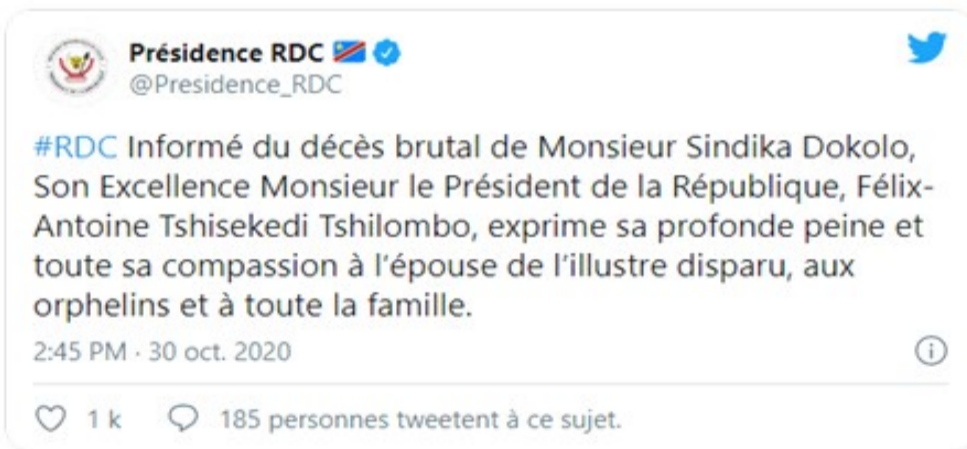 Présidence RDC 🇨🇩
@Presidence_RDC
#RDC Informé du décès brutal de Monsieur Sindika Dokolo,
Son Excellence Monsieur le Président de la République, Félix-
Antoine Tshisekedi Tshilombo, exprime sa profonde peine et
toute sa compassion à l'épouse de l'illustre disparu, aux
orphelins et à toute la famille.
2:45 PM · 30 oct. 2020
1 k 185 personnes tweetent à ce sujet.